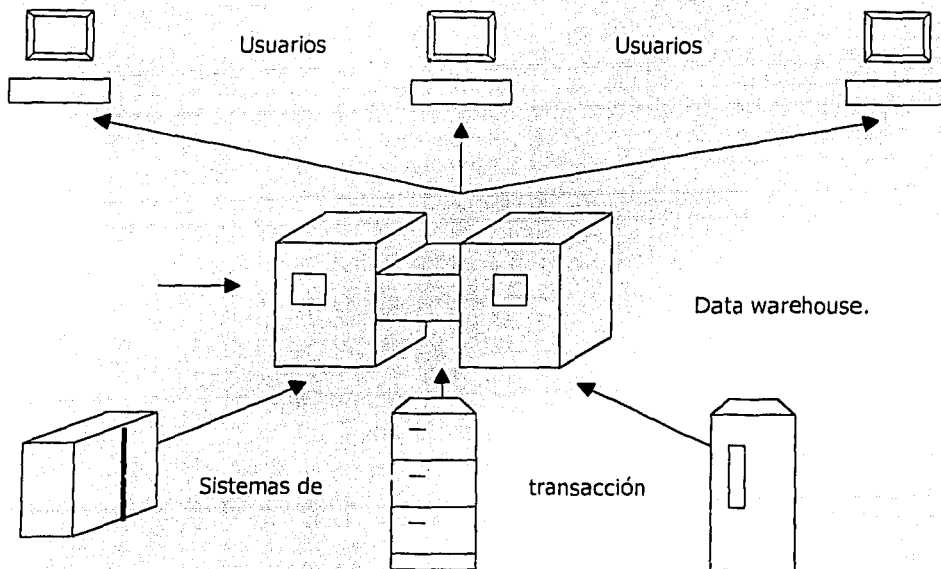 Usuarios Usuarios
Data warehouse.
Sistemas de transacción